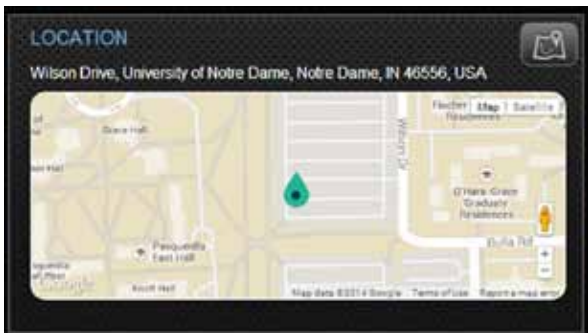 LOCATION
Wilson Drive, University of Notre Dame, Notre Dame, IN 46556, USA
Fischer
Residences
Map
Satellite
Grace Hall
Wilson Dr
O'Hara-Grace
Graduate
Residences
Bulla Rd
Pasquerilla
East Hall
Knott Hall
Google
Map data ©2014 Google
Terms of Use
Report a map error